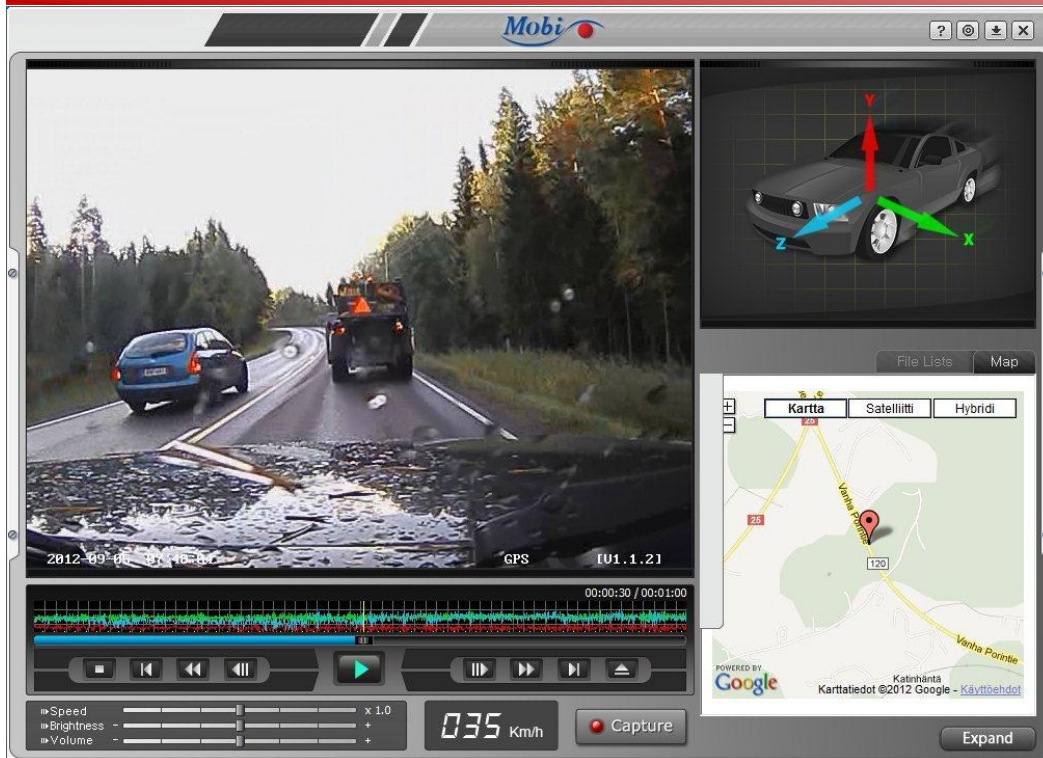 Mobi
?
Y
Z
X
File Lists
Map
Kartta
Satelliitti
Hybridi
25
25
Vanha Porintie
120
Vanha Porintie
POWERED BY
Google
Katinhäntä
Karttatiedot ©2012 Google - Käyttöehdot
GPS
[V1.1.2]
00:00:30 / 00:01:00
Speed
x 1.0
Brightness - +
Volume - +
035 Km/h
Capture
Expand